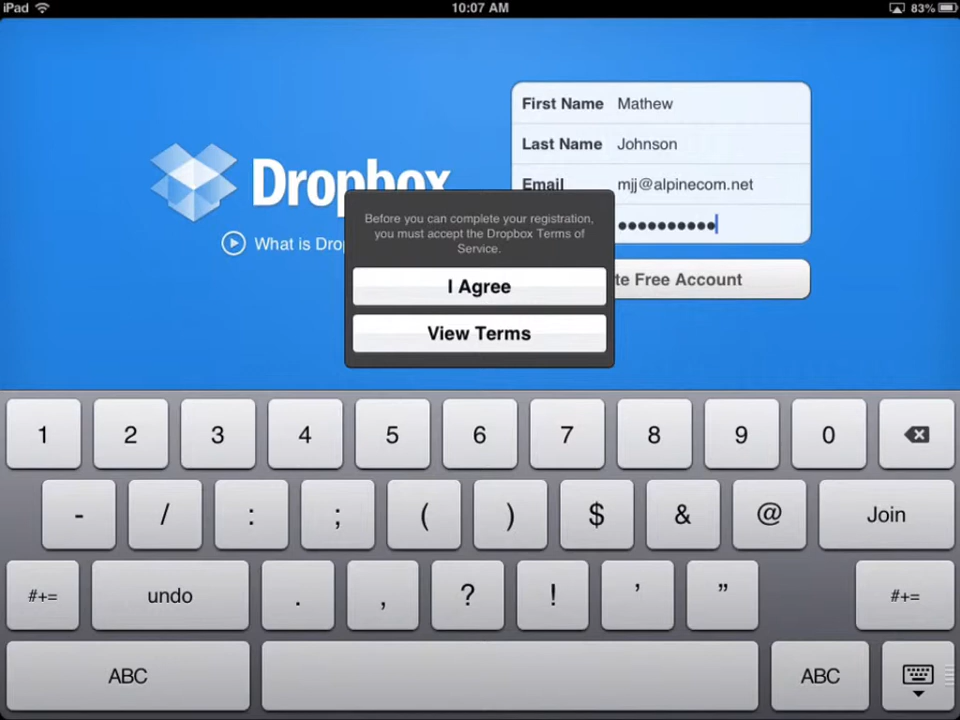 iPad 10:07 AM 83%
First Name Mathew
Last Name Johnson
Email mjj@alpinecom.net
••••••••••
Dropbox
What is Dro
te Free Account
Before you can complete your registration,
you must accept the Dropbox Terms of
Service.
I Agree
View Terms
1 2 3 4 5 6 7 8 9 0
- / : ; ( ) $ & @ Join
#+= undo . , ? ! ' " #+=
ABC ABC